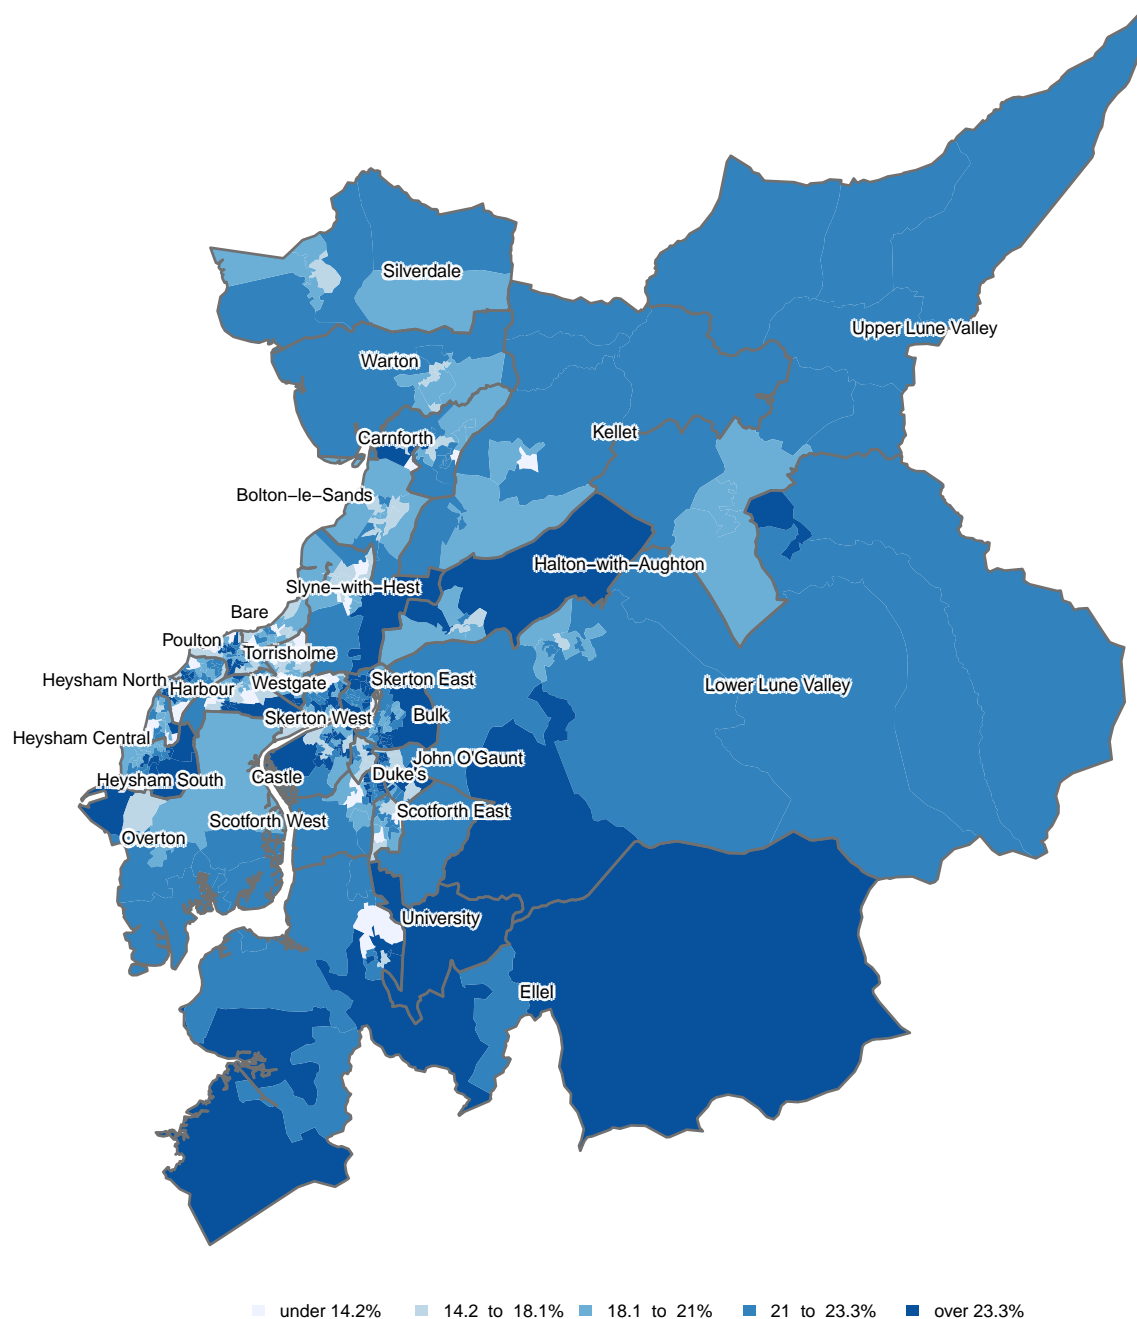 Silverdale
Upper Lune Valley
Warton
Kellet
Carnforth
Bolton−le−Sands
Halton−with−Aughton
Slyne−with−Hest
Bare
Poulton
Torrisholme
Heysham North
Harbour
Westgate
Skerton East
Lower Lune Valley
Skerton West
Bulk
Heysham Central
John O'Gaunt
Heysham South
Castle
Duke's
Scotforth East
Scotforth West
Overton
University
Ellel
under 14.2% 14.2 to 18.1% 18.1 to 21% 21 to 23.3% over 23.3%